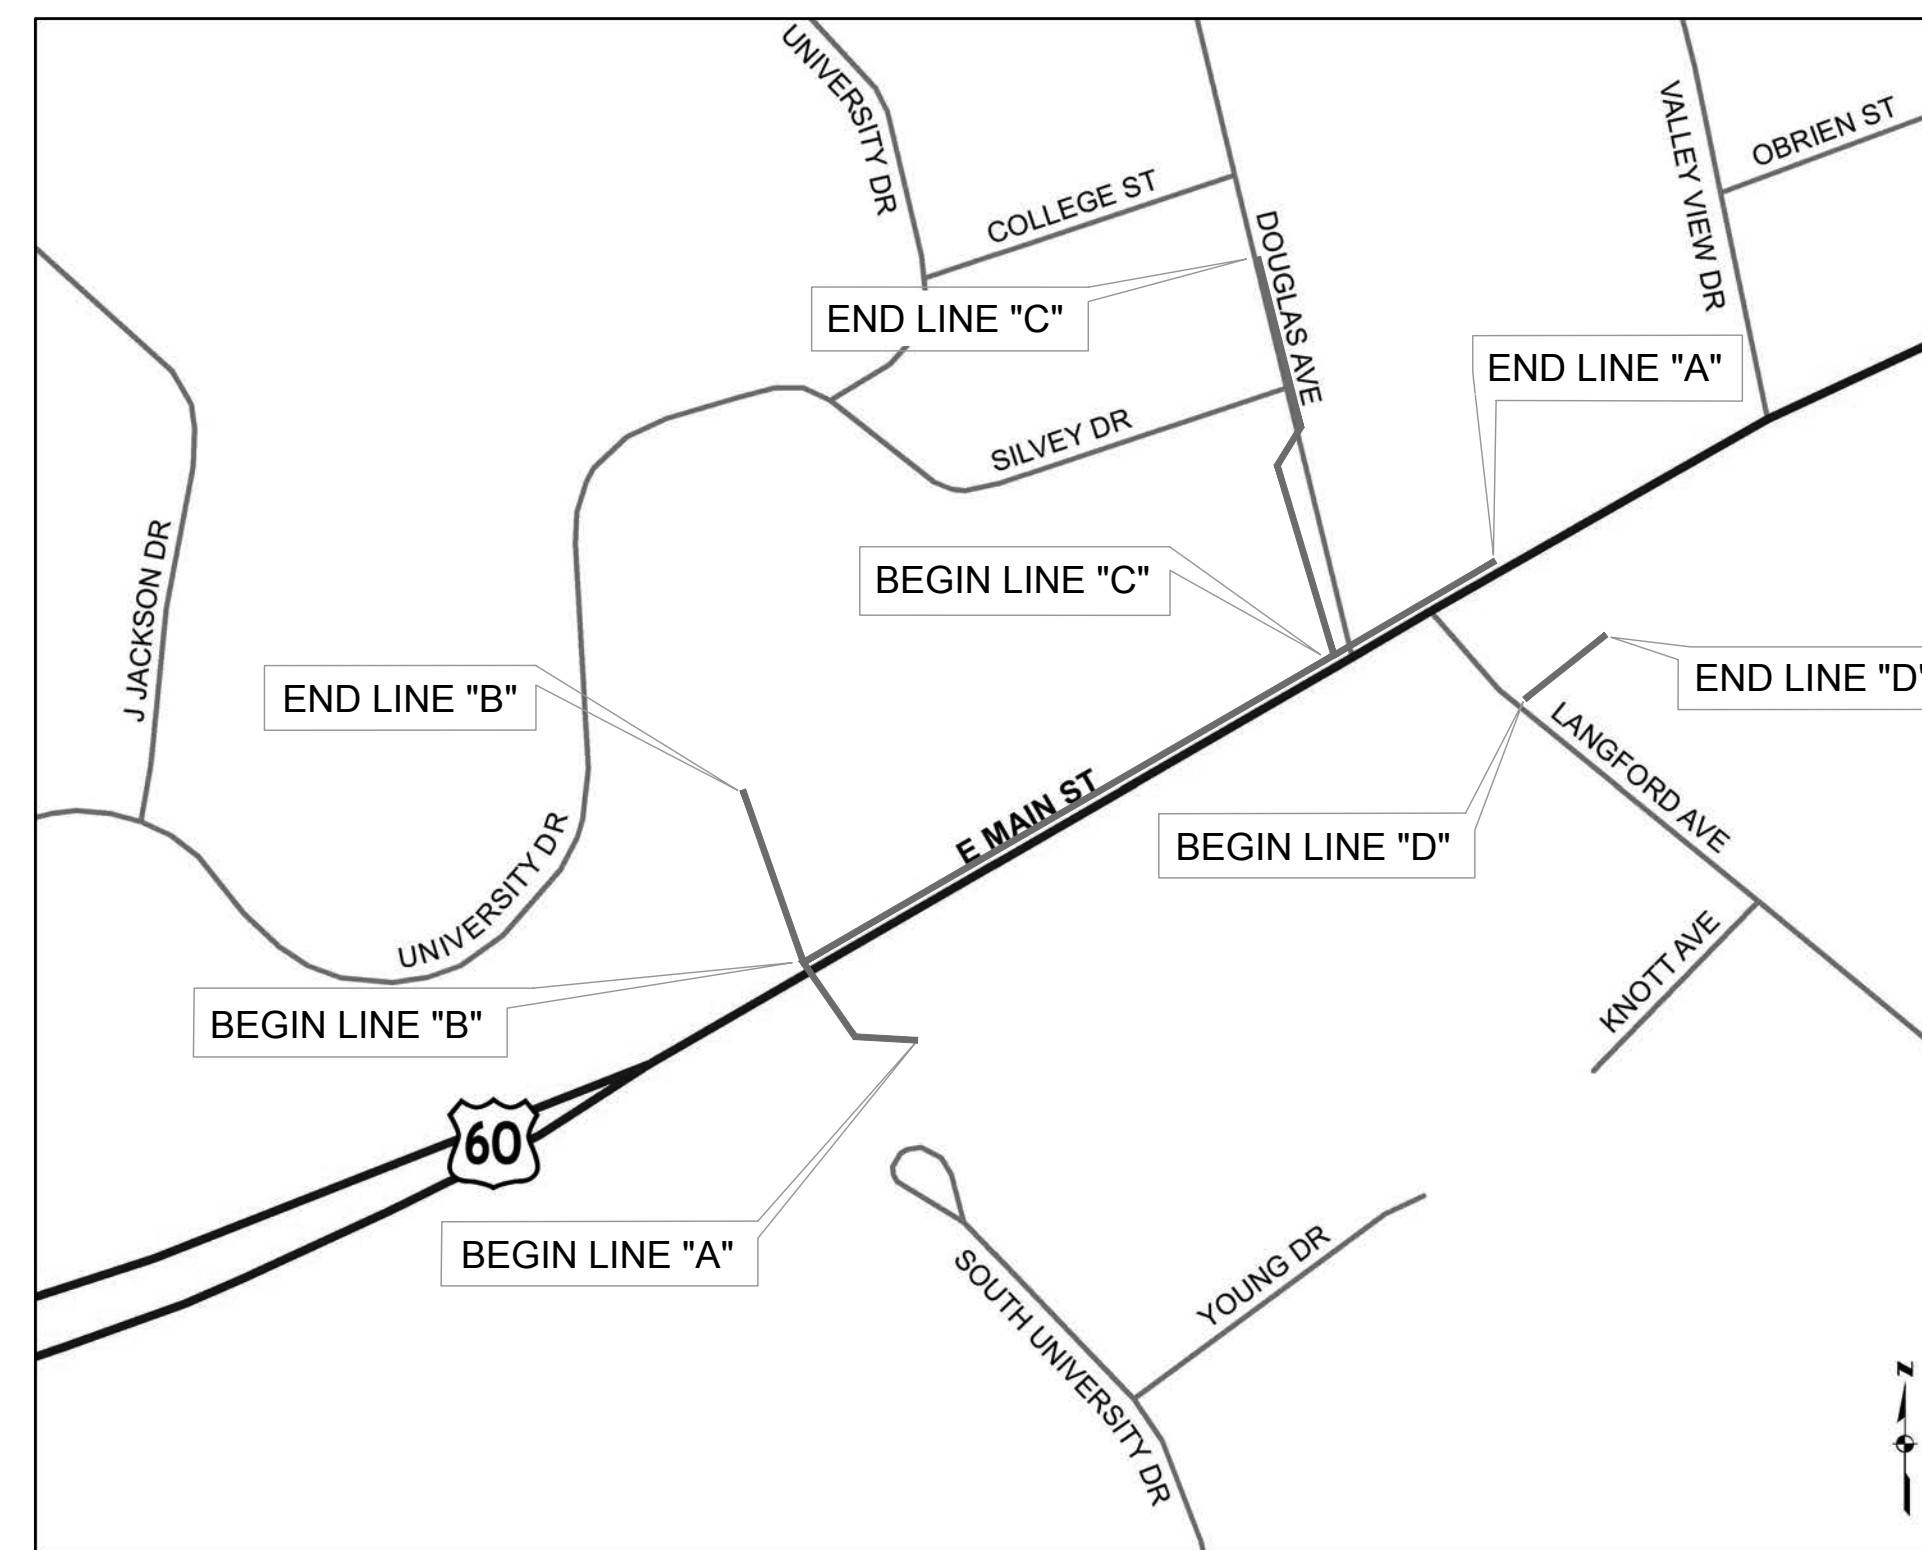 UNIVERSITY DR
COLLEGE ST
DOUGLAS AVE
VALLEY VIEW DR
OBRIEN ST
END LINE "C"
END LINE "A"
SILVEY DR
J JACKSON DR
BEGIN LINE "C"
END LINE "B"
END LINE "D"
LANGFORD AVE
E MAIN ST
BEGIN LINE "D"
UNIVERSITY DR
KNOTT AVE
BEGIN LINE "B"
60
BEGIN LINE "A"
SOUTH UNIVERSITY DR
YOUNG DR
N